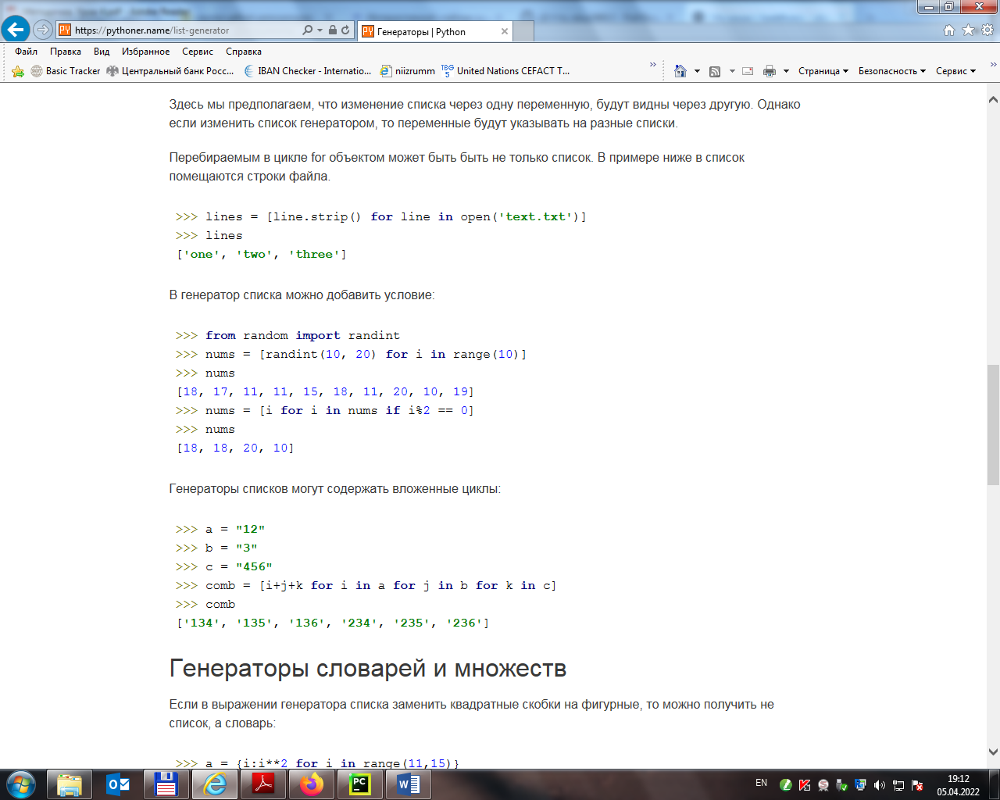 https://pythoner.name/list-generator
Генераторы | Python
Файл Правка Вид Избранное Сервис Справка
Basic Tracker Центральный банк Росс... IBAN Checker - Internatio... niizrumm United Nations CEFACT T... Страница Безопасность Сервис
Здесь мы предполагаем, что изменение списка через одну переменную, будут видны через другую. Однако
если изменить список генератором, то переменные будут указывать на разные списки.
Перебираемым в цикле for объектом может быть быть не только список. В примере ниже в список
помещаются строки файла.
>>> lines = [line.strip() for line in open('text.txt')]
>>> lines
['one', 'two', 'three']
В генератор списка можно добавить условие:
>>> from random import randint
>>> nums = [randint(10, 20) for i in range(10)]
>>> nums
[18, 17, 11, 11, 15, 18, 11, 20, 10, 19]
>>> nums = [i for i in nums if i%2 == 0]
>>> nums
[18, 18, 20, 10]
Генераторы списков могут содержать вложенные циклы:
>>> a = "12"
>>> b = "3"
>>> c = "456"
>>> comb = [i+j+k for i in a for j in b for k in c]
>>> comb
['134', '135', '136', '234', '235', '236']
Генераторы словарей и множеств
Если в выражении генератора списка заменить квадратные скобки на фигурные, то можно получить не
список, а словарь:
>>> a = {i:i**2 for i in range(11,15)}
EN
19:12
05.04.2022